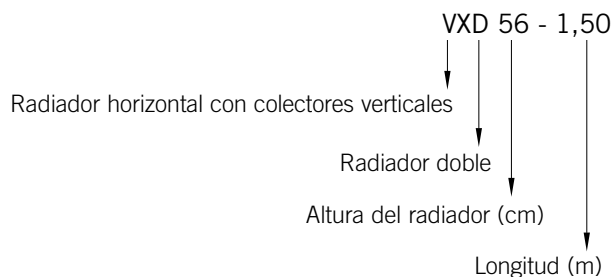 VXD 56 - 1,50
Radiador horizontal con colectores verticales
Radiador doble
Altura del radiador (cm)
Longitud (m)